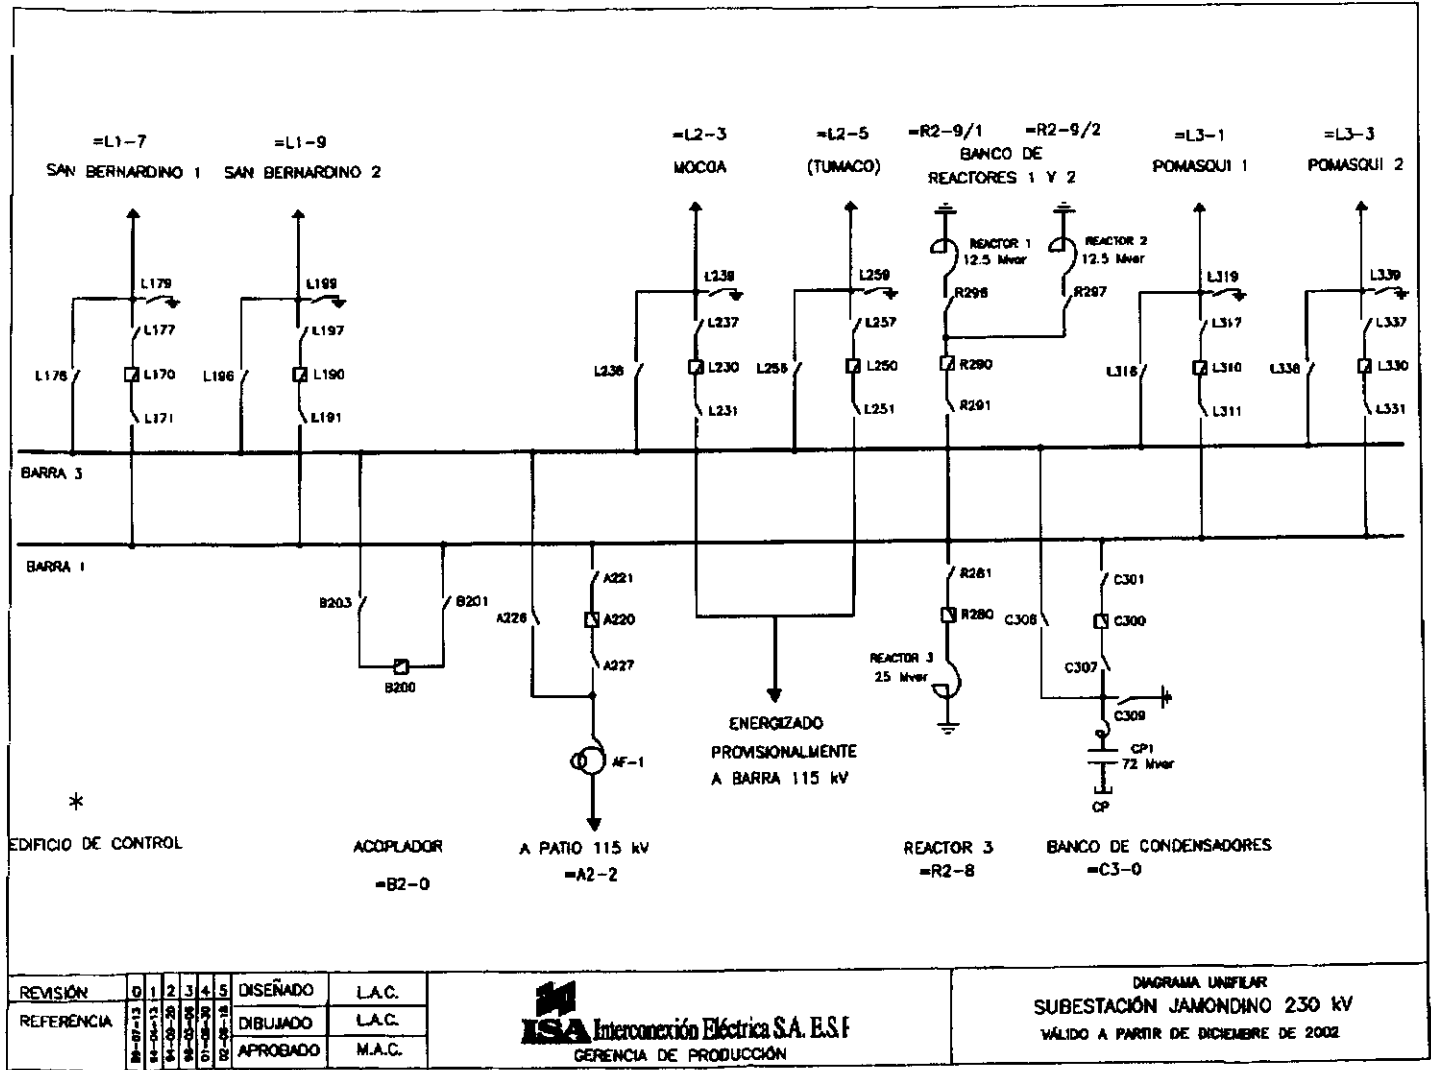 =L1-7
=L1-9
=L2-3
=L2-5
=R2-9/1
=R2-9/2
=L3-1
=L3-3
SAN BERNARDINO 1
SAN BERNARDINO 2
MOCOA
(TUMACO)
BANCO DE
REACTORES 1 Y 2
POMASQUI 1
POMASQUI 2
REACTOR 1
12.5 Mvar
REACTOR 2
12.5 Mvar
L179
L199
L239
L259
R296
R297
L319
L339
L177
L197
L237
L257
L317
L337
L176
L170
L196
L190
L236
L230
L256
L250
R290
L316
L310
L336
L330
L171
L191
L231
L251
R291
L311
L331
BARRA 3
BARRA 1
B203
B201
B200
A226
A221
A220
A227
AF-1
R281
R280
REACTOR 3
25 Mvar
C306
C301
C300
C307
C309
CP1
72 Mvar
CP
ENERGIZADO
PROVISIONALMENTE
A BARRA 115 kV
*
EDIFICIO DE CONTROL
ACOPLADOR
=B2-0
A PATIO 115 kV
=A2-2
REACTOR 3
=R2-8
BANCO DE CONDENSADORES
=C3-0
REVISIÓN 0 1 2 3 4 5
REFERENCIA
DISEÑADO L.A.C.
DIBUJADO L.A.C.
APROBADO M.A.C.
ISA Interconexión Eléctrica S.A. E.S.P
GERENCIA DE PRODUCCIÓN
DIAGRAMA UNIFILAR
SUBESTACIÓN JAMONDINO 230 kV
VÁLIDO A PARTIR DE DICIEMBRE DE 2002